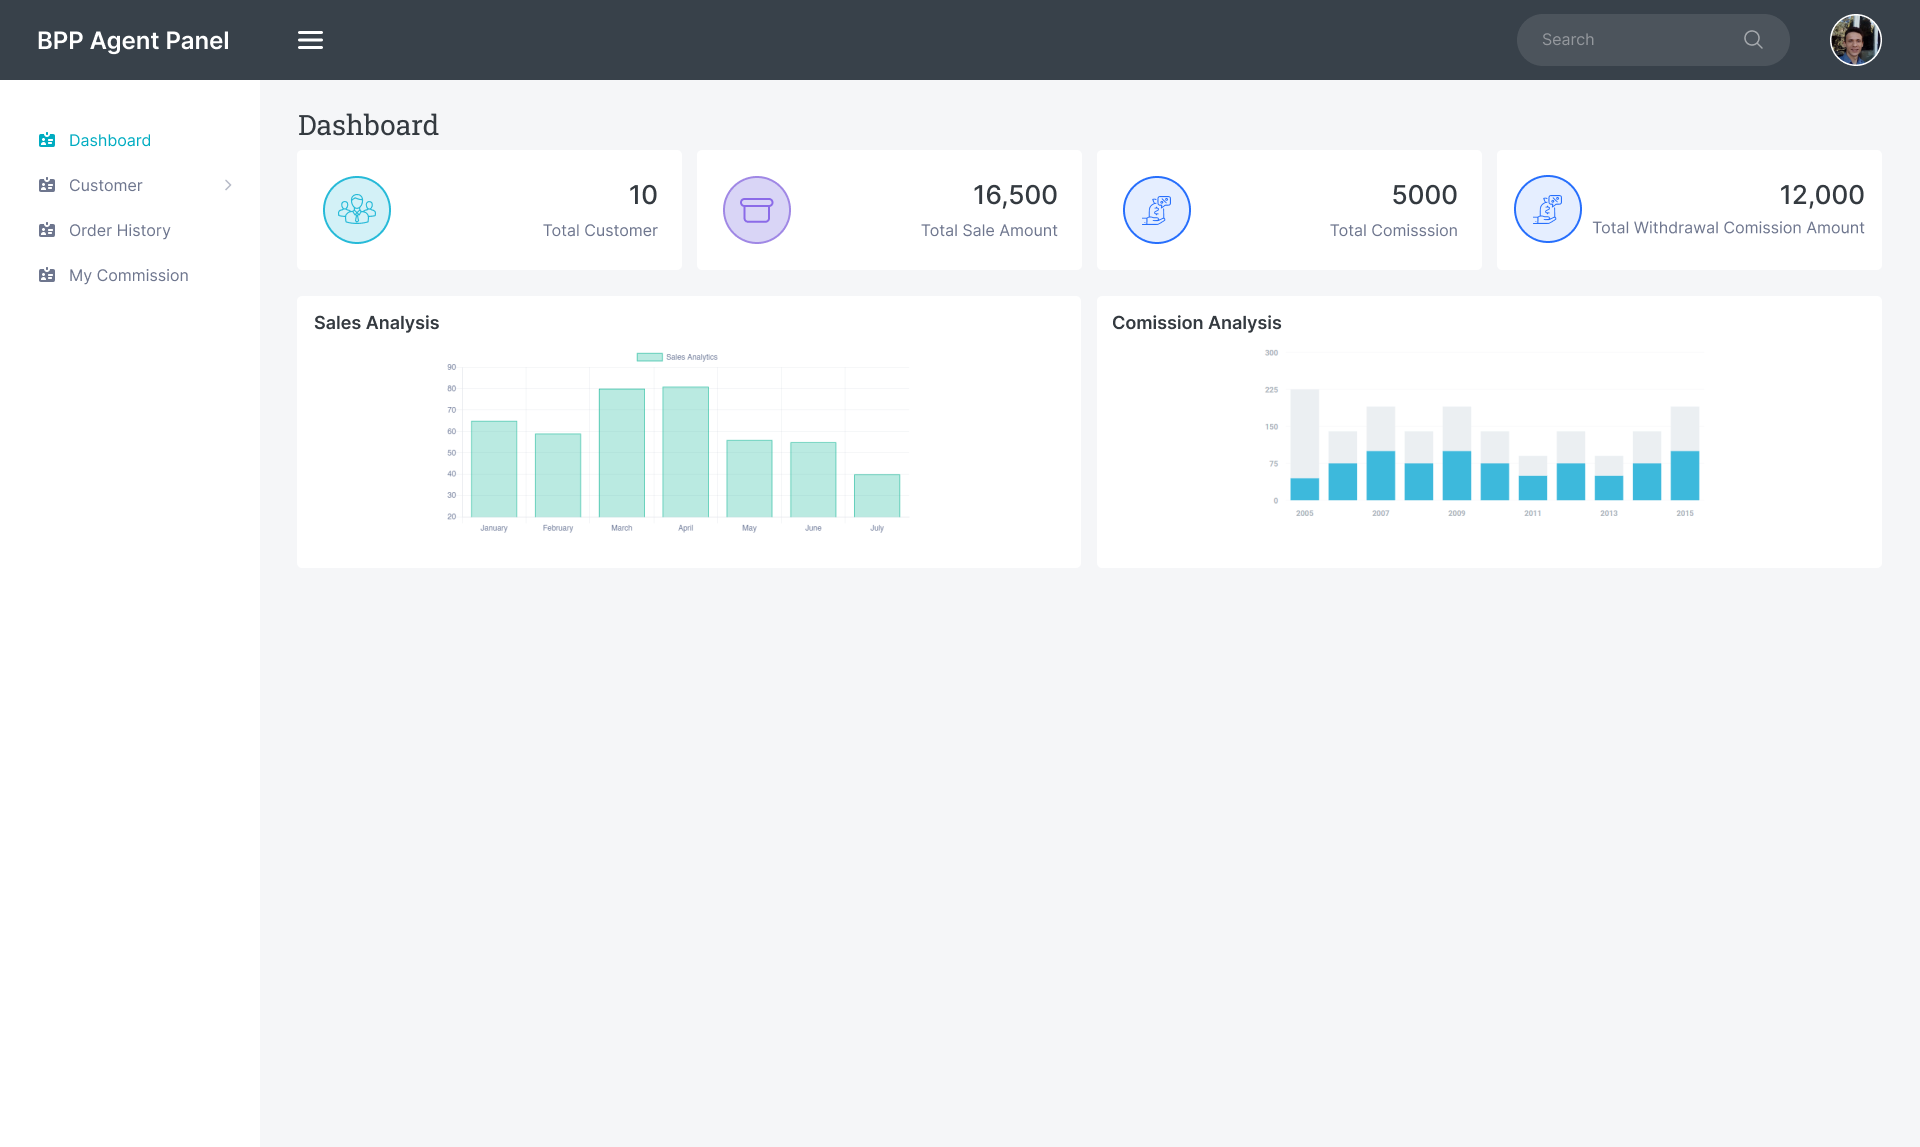 BPP Agent Panel
Search
Dashboard
Customer
Order History
My Commission
Dashboard
10
Total Customer
16,500
Total Sale Amount
5000
Total Comisssion
12,000
Total Withdrawal Comission Amount
Sales Analysis
Sales Analytics
90
80
70
60
50
40
30
20
January February March April May June July
Comission Analysis
300
225
150
75
0
2005 2007 2009 2011 2013 2015